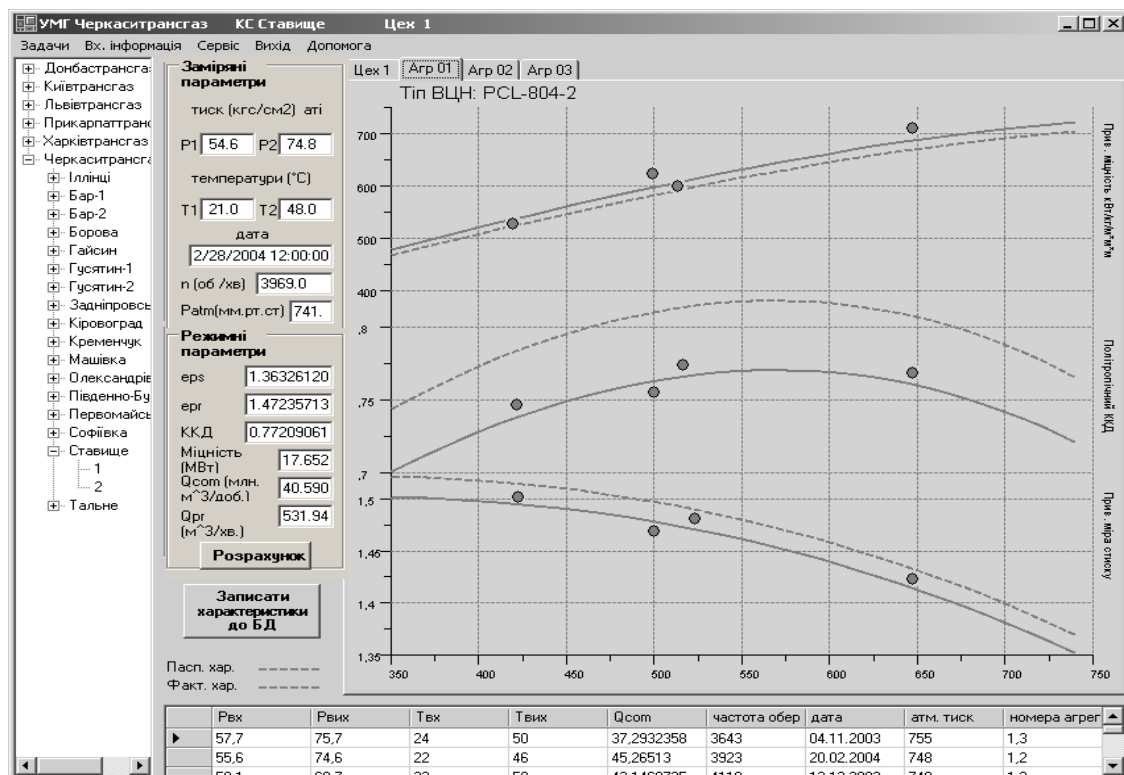 УМГ Черкаситрансгаз КС Ставище Цех 1
Задачи Вх. інформація Сервіс Вихід Допомога
Донбастрансга
Київтрансгаз
Львівтрансгаз
Прикарпаттран
Харківтрансгаз
Черкаситрансга
Іллінці
Бар-1
Бар-2
Борова
Гайсин
Гусятин-1
Гусятин-2
Задніпровсь
Кіровоград
Кременчук
Машівка
Олександрів
Південно-Бу
Первомайсь
Софіївка
Ставище
1
2
Тальне
Заміряні
параметри
тиск (кгс/см2) аті
P1 54.6 P2 74.8
температури (°С)
T1 21.0 T2 48.0
дата
2/28/2004 12:00:00
n (об /хв) 3969.0
Patm(мм.рт.ст) 741.
Режимні
параметри
eps 1.36326120
epr 1.47235713
ККД 0.77209061
Міцність
(МВт) 17.652
Qcom (млн.
м^3/доб.) 40.590
Qpr
(м^3/хв.) 531.94
Розрахунок
Записати
характеристики
до БД
Пасп. хар.
Факт. хар.
Цех 1 Агр 01 Агр 02 Агр 03
Тіп ВЦН: PCL-804-2
700
600
500
400
,8
,75
,7
1,5
1,45
1,4
1,35
350 400 450 500 550 600 650 700 750
Прив. міцність кВт/кг/м*м*м
Політропічний ККД
Прив. міра стиску
Рвх Рвих Твх Твих Qcom частота обер дата атм. тиск номера агрег
57,7 75,7 24 50 37,2932358 3643 04.11.2003 755 1,3
55,6 74,6 22 46 45,26513 3923 20.02.2004 748 1,2